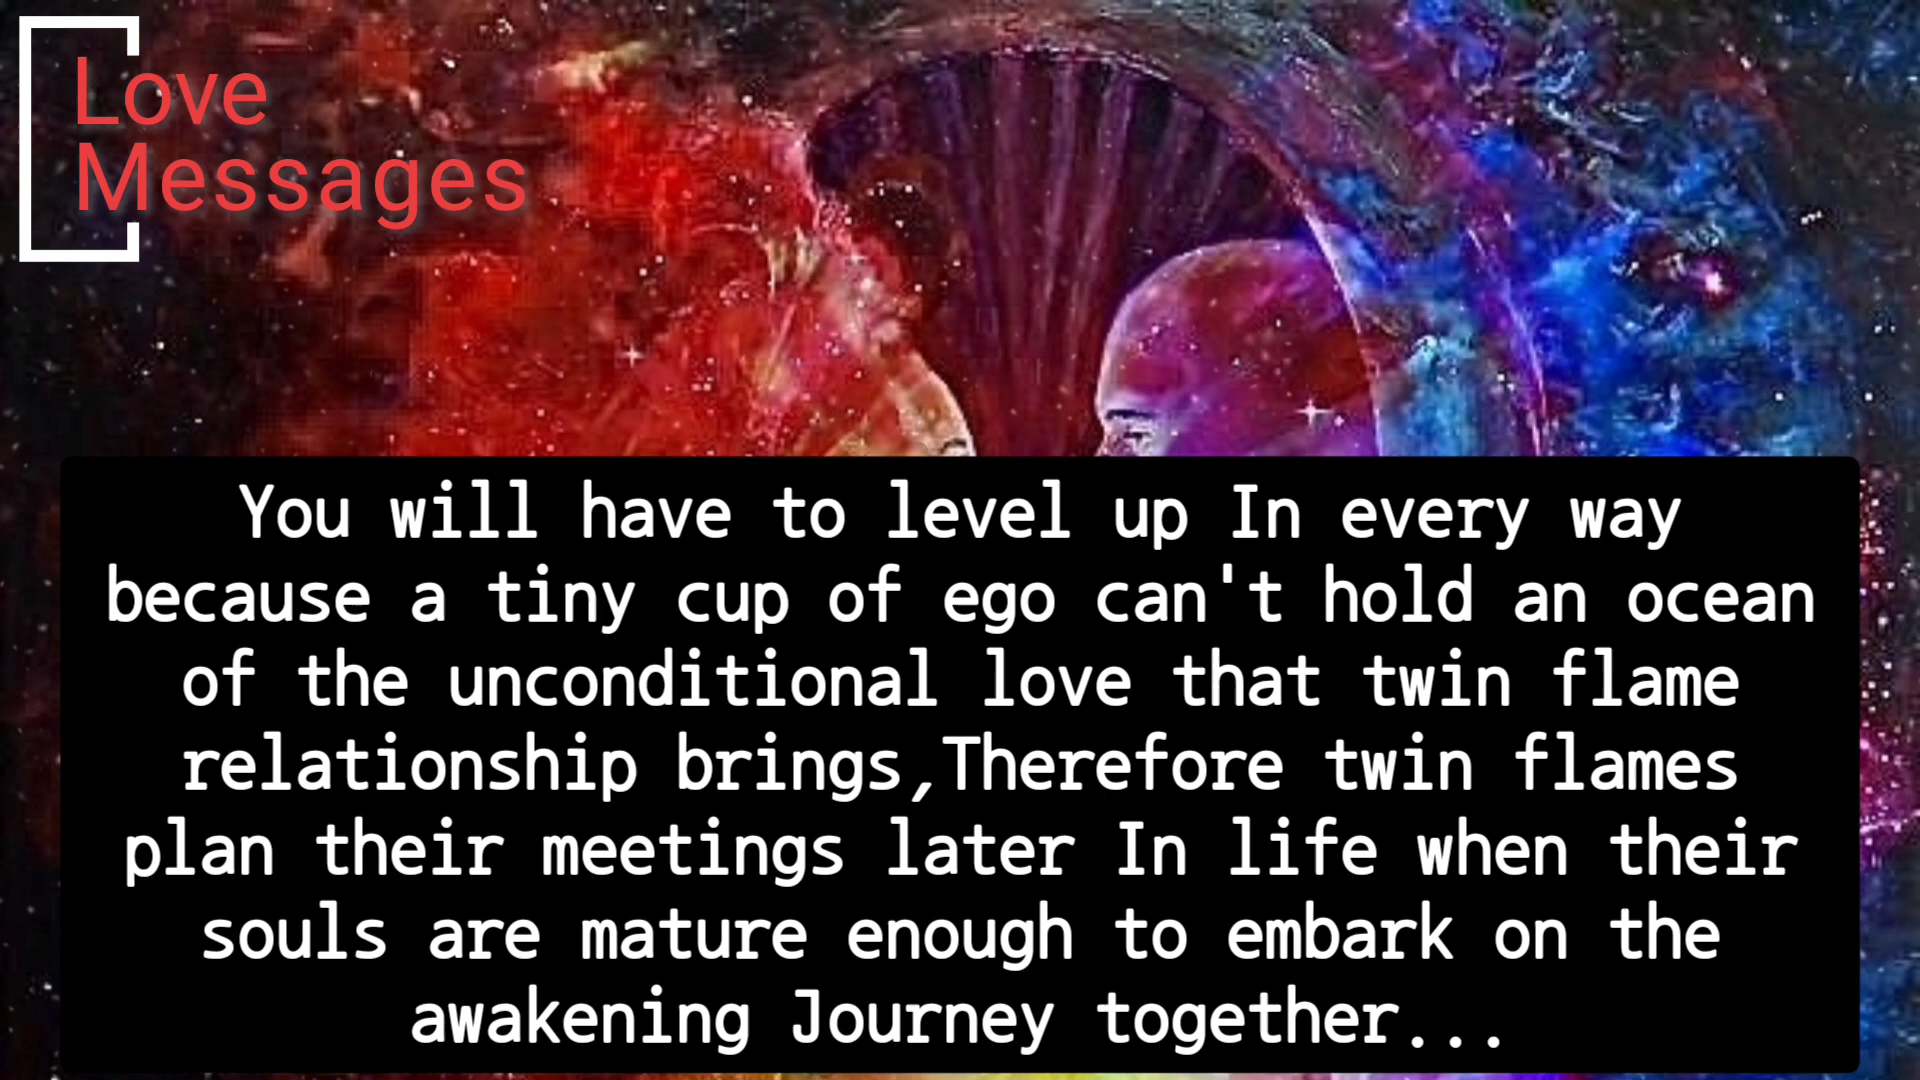 Love
Messages
You will have to level up In every way
because a tiny cup of ego can't hold an ocean
of the unconditional love that twin flame
relationship brings,Therefore twin flames
plan their meetings later In life when their
souls are mature enough to embark on the
awakening Journey together...